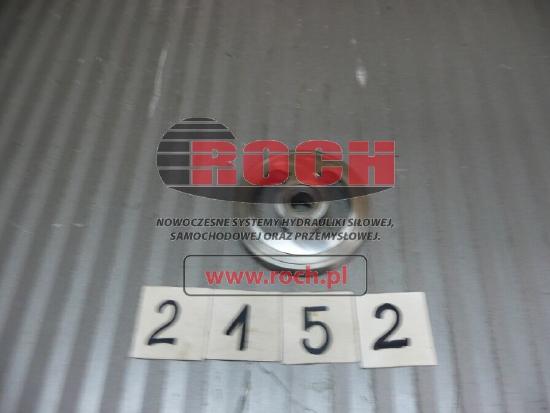 ROCH
NOWOCZESNE SYSTEMY HYDRAULIKI SIŁOWEJ,
SAMOCHODOWEJ ORAZ PRZEMYSŁOWEJ.
www.roch.pl
2 1 5 2